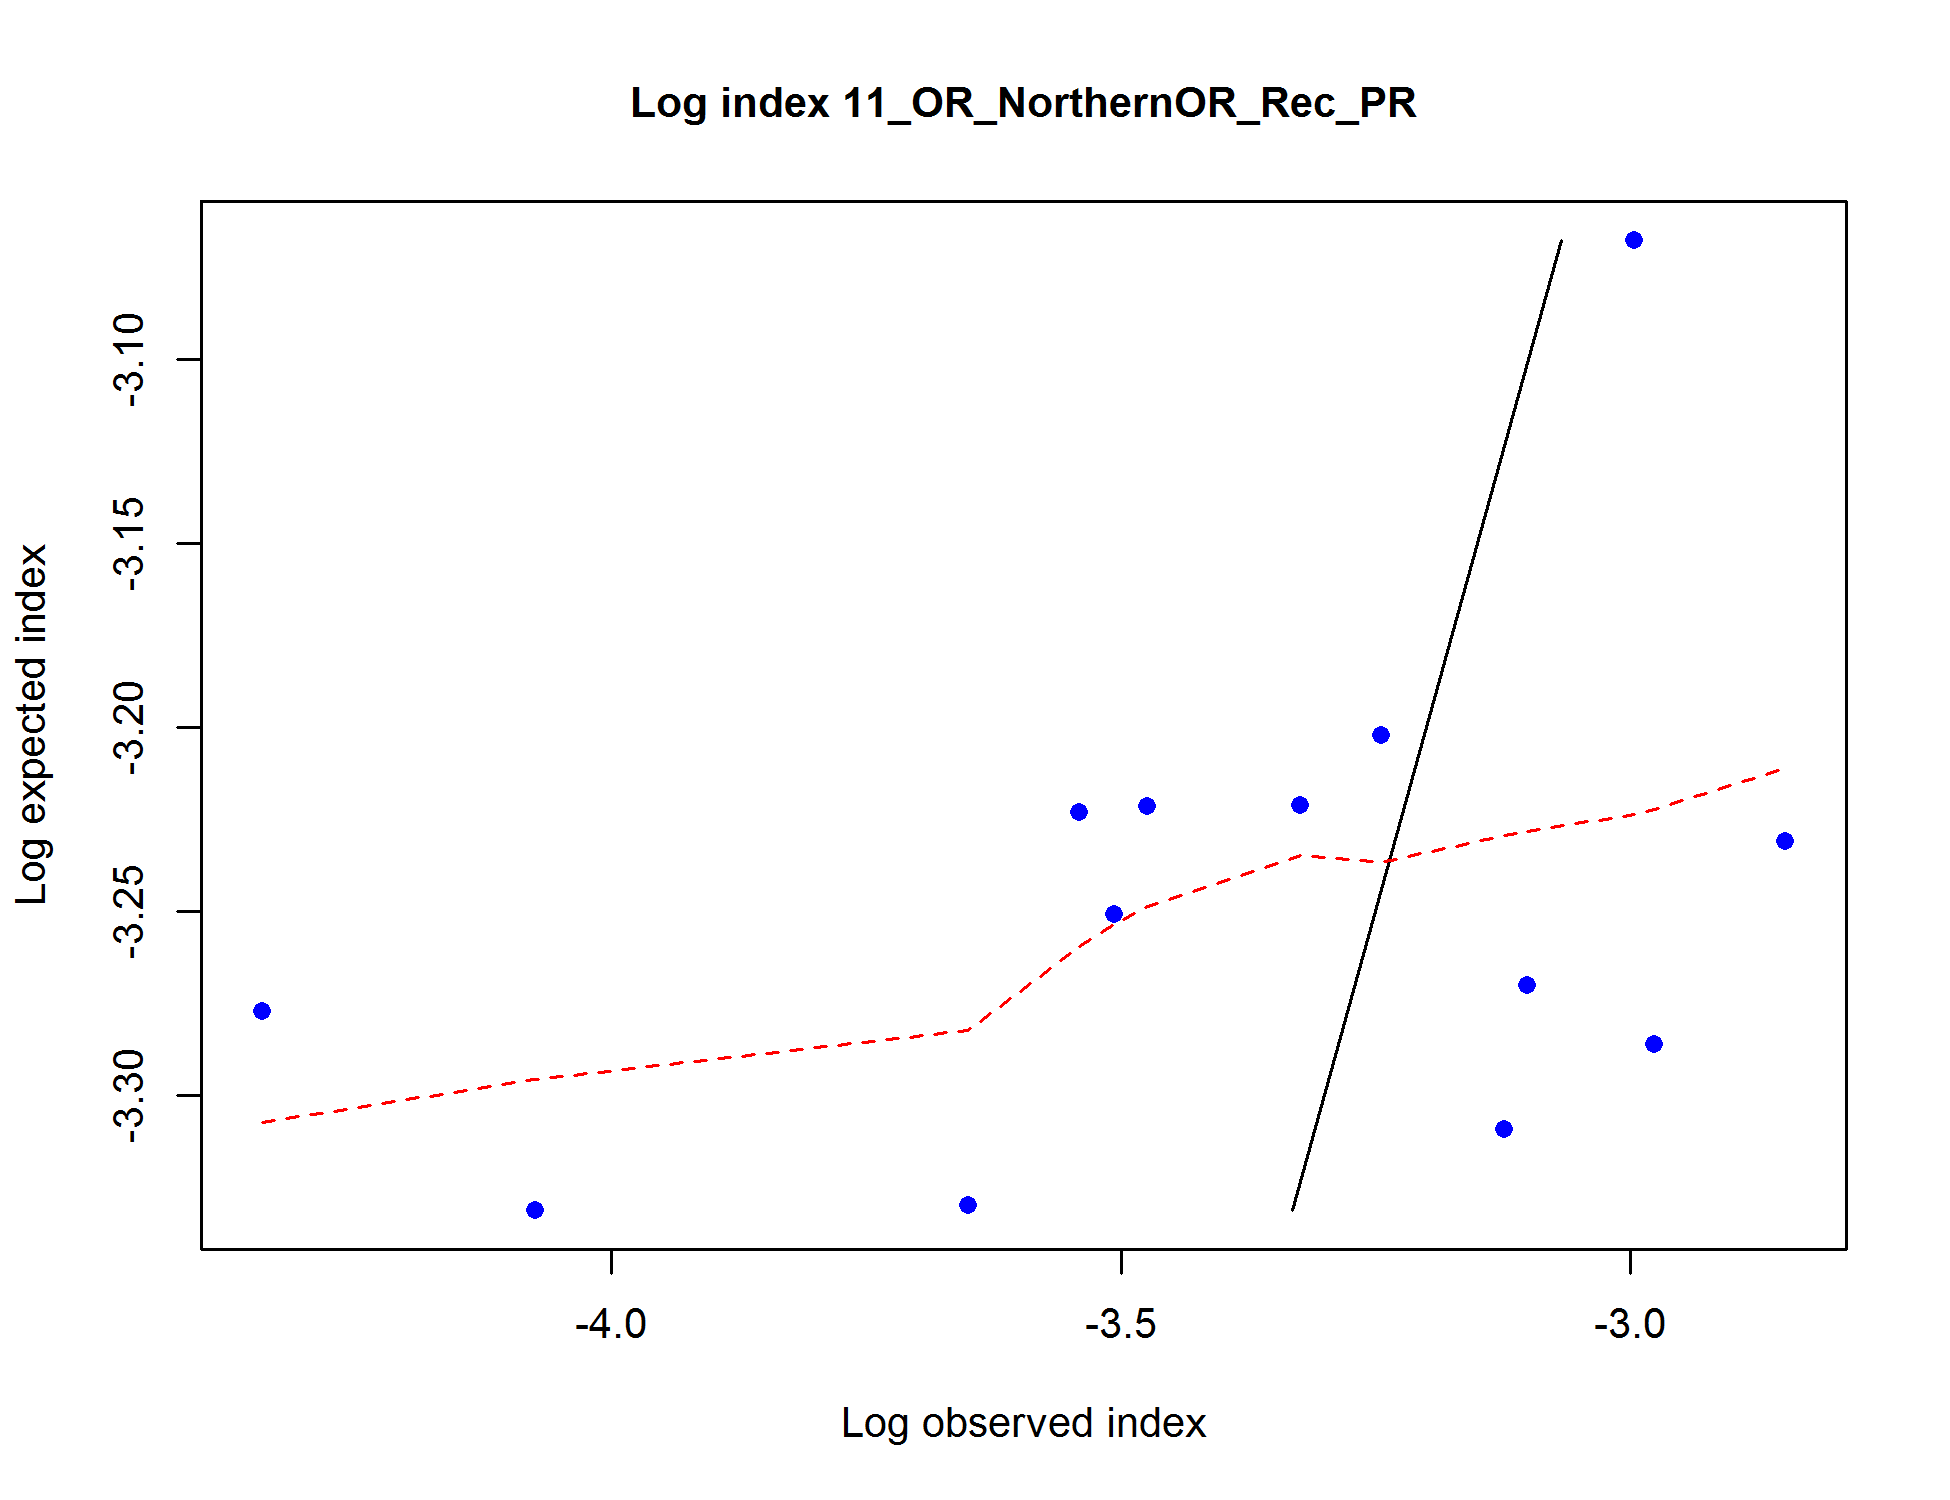 Log index 11_OR_NorthernOR_Rec_PR
Log expected index
-3.10
-3.15
-3.20
-3.25
-3.30
-4.0
-3.5
-3.0
Log observed index